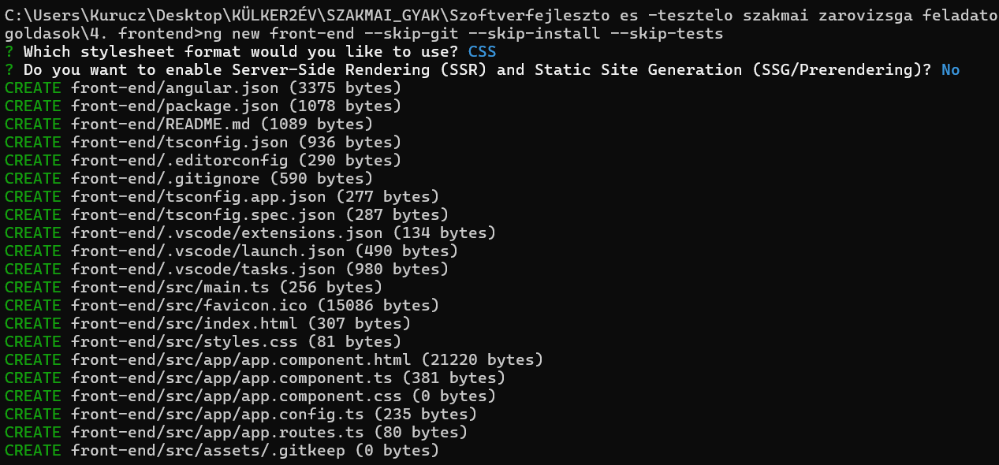 C:\Users\Kurucz\Desktop\KÜLKER2ÉV\SZAKMAI_GYAK\Szoftverfejleszto es -tesztelo szakmai zarovizsga feladato
goldasok\4. frontend>ng new front-end --skip-git --skip-install --skip-tests
? Which stylesheet format would you like to use? CSS
? Do you want to enable Server-Side Rendering (SSR) and Static Site Generation (SSG/Prerendering)? No
CREATE front-end/angular.json (3375 bytes)
CREATE front-end/package.json (1078 bytes)
CREATE front-end/README.md (1089 bytes)
CREATE front-end/tsconfig.json (936 bytes)
CREATE front-end/.editorconfig (290 bytes)
CREATE front-end/.gitignore (590 bytes)
CREATE front-end/tsconfig.app.json (277 bytes)
CREATE front-end/tsconfig.spec.json (287 bytes)
CREATE front-end/.vscode/extensions.json (134 bytes)
CREATE front-end/.vscode/launch.json (490 bytes)
CREATE front-end/.vscode/tasks.json (980 bytes)
CREATE front-end/src/main.ts (256 bytes)
CREATE front-end/src/favicon.ico (15086 bytes)
CREATE front-end/src/index.html (307 bytes)
CREATE front-end/src/styles.css (81 bytes)
CREATE front-end/src/app/app.component.html (21220 bytes)
CREATE front-end/src/app/app.component.ts (381 bytes)
CREATE front-end/src/app/app.component.css (0 bytes)
CREATE front-end/src/app/app.config.ts (235 bytes)
CREATE front-end/src/app/app.routes.ts (80 bytes)
CREATE front-end/src/assets/.gitkeep (0 bytes)